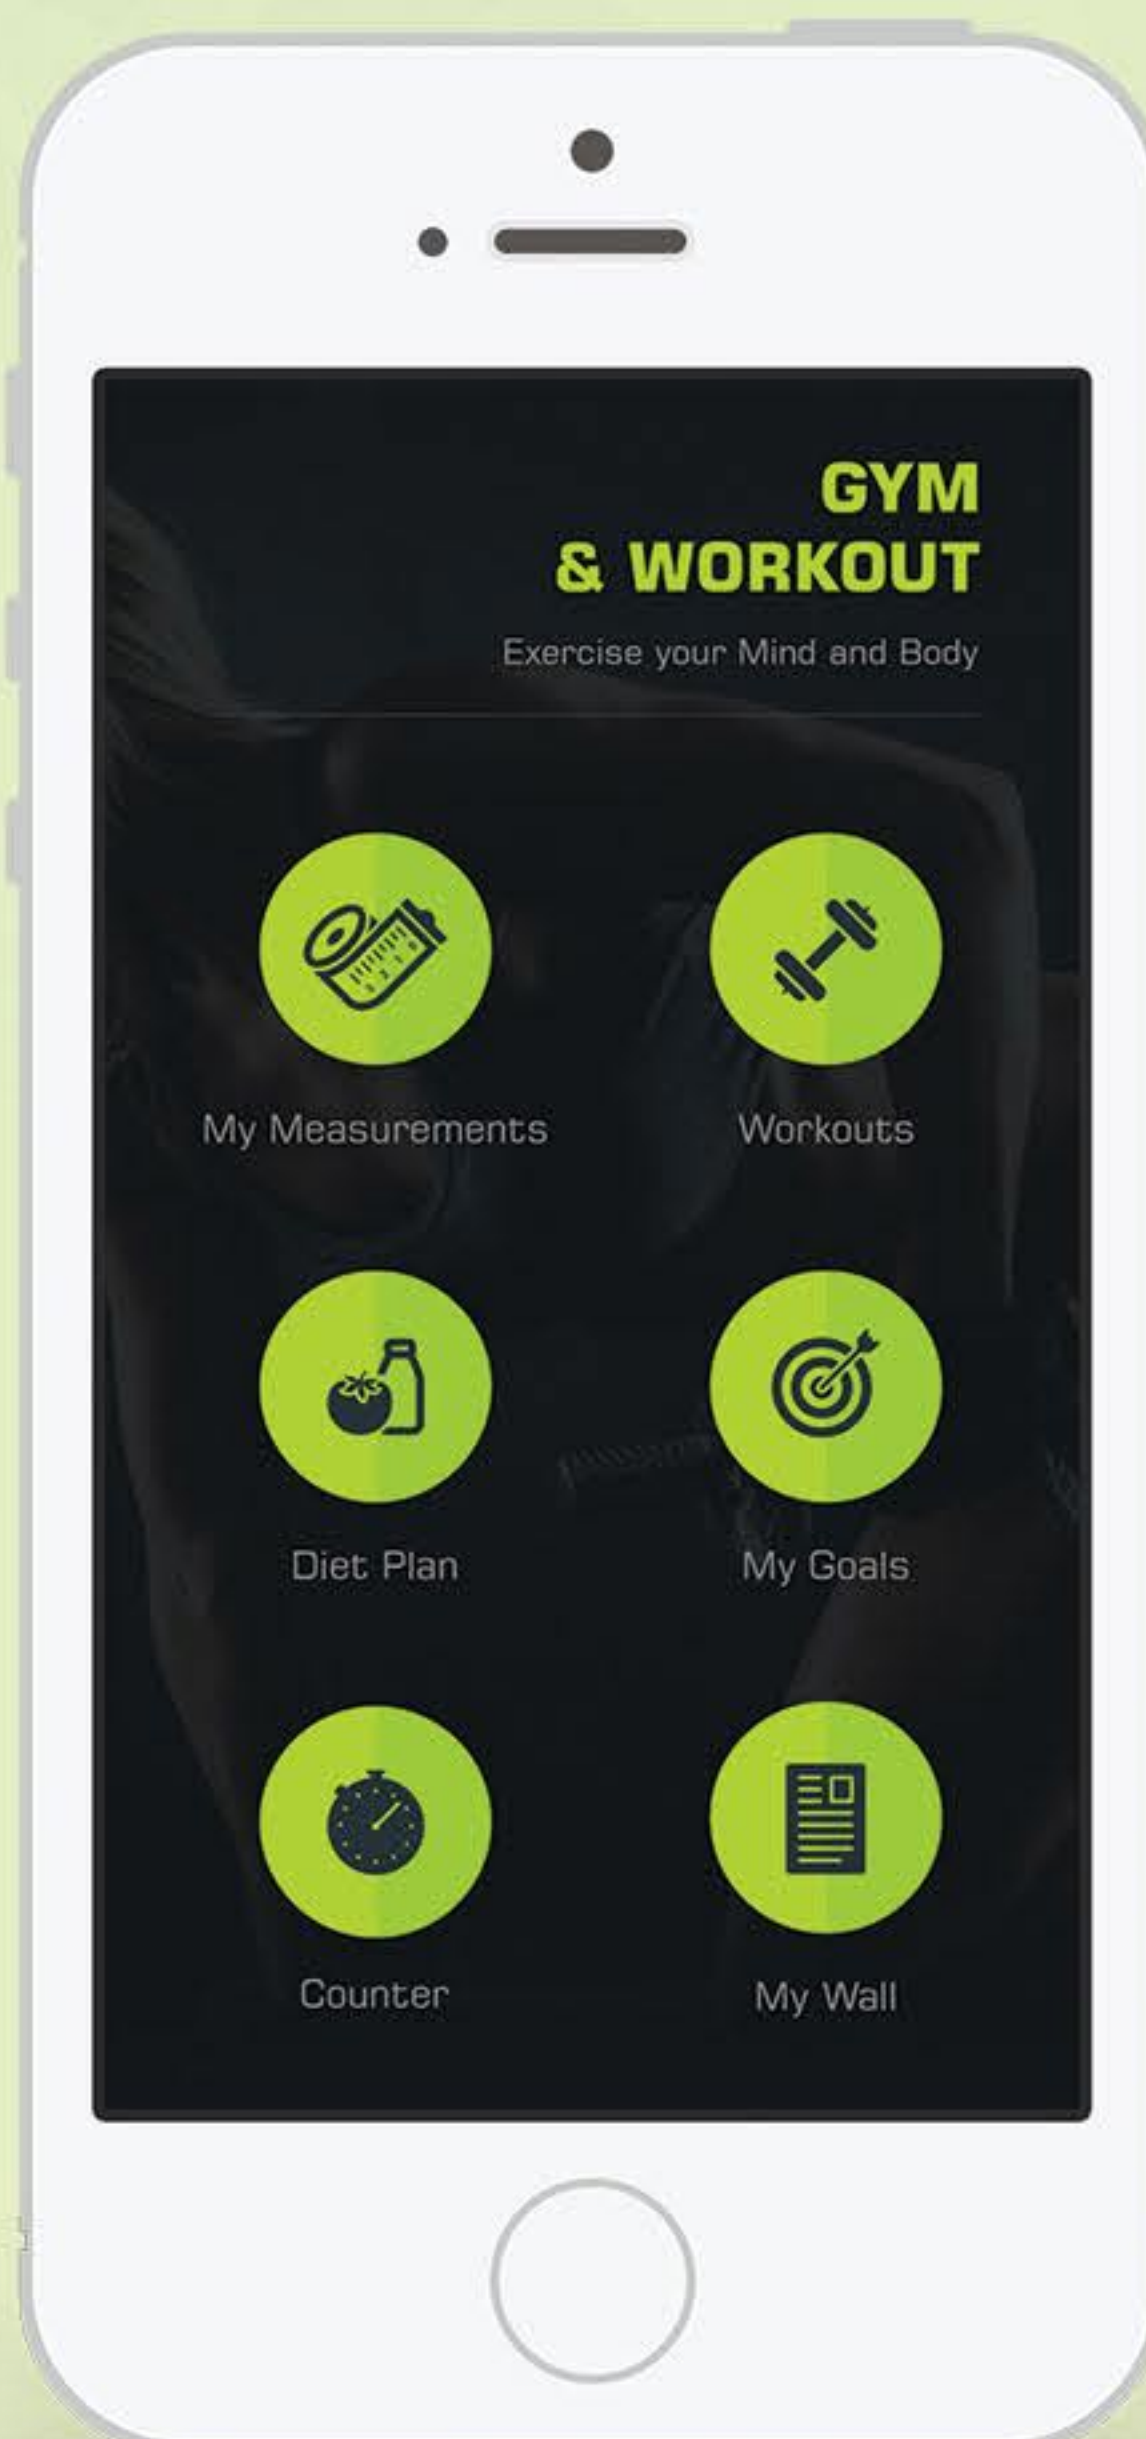 GYM
& WORKOUT
Exercise your Mind and Body
My Measurements
Workouts
Diet Plan
My Goals
Counter
My Wall